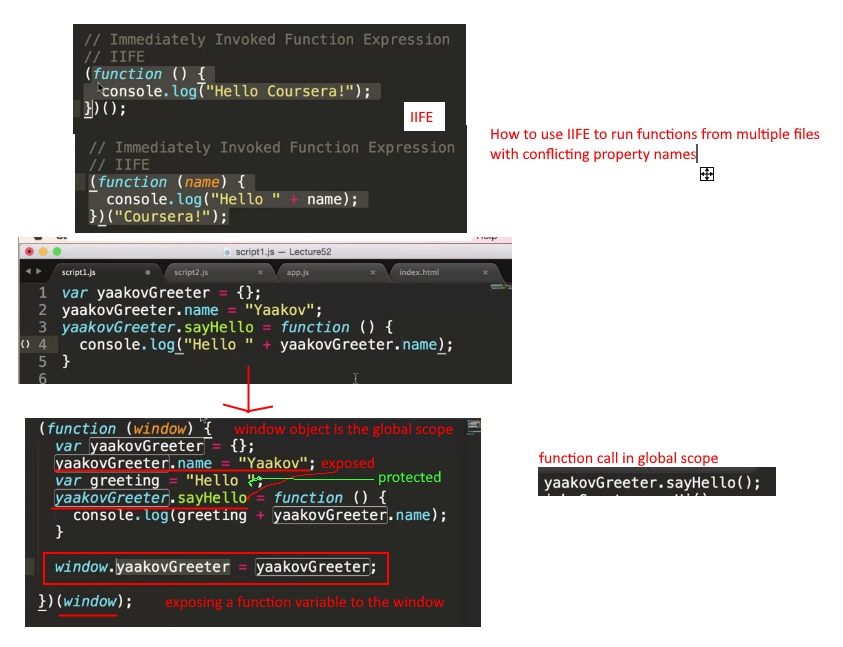 // Immediately Invoked Function Expression
// IIFE
(function () {
console.log("Hello Coursera!");
})();
IIFE
// Immediately Invoked Function Expression
// IIFE
(function (name) {
console.log("Hello " + name);
})("Coursera!");
How to use IIFE to run functions from multiple files
with conflicting property names
script1.js — Lecture52
script1.js
script2.js
app.js
index.html
1 var yaakovGreeter = {};
2 yaakovGreeter.name = "Yaakov";
3 yaakovGreeter.sayHello = function () {
4 console.log("Hello " + yaakovGreeter.name);
5 }
6
(function (window) { window object is the global scope
var yaakovGreeter = {};
yaakovGreeter.name = "Yaakov"; exposed
var greeting = "Hello "; protected
yaakovGreeter.sayHello = function () {
console.log(greeting + yaakovGreeter.name);
}
window.yaakovGreeter = yaakovGreeter;
})(window); exposing a function variable to the window
function call in global scope
yaakovGreeter.sayHello();